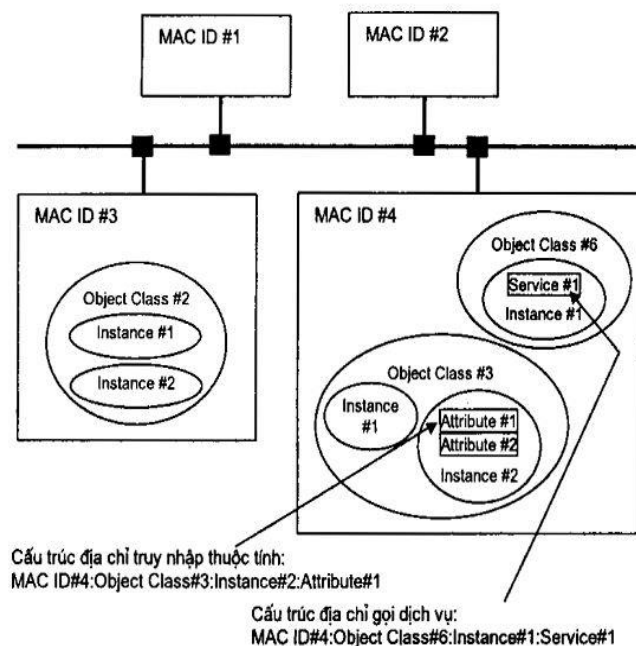 MAC ID #1
MAC ID #2
MAC ID #3
Object Class #2
Instance #1
Instance #2
MAC ID #4
Object Class #6
Service #1
Instance #1
Object Class #3
Instance
#1
Attribute #1
Attribute #2
Instance #2
Cấu trúc địa chỉ truy nhập thuộc tính:
MAC ID#4:Object Class#3:Instance#2:Attribute#1
Cấu trúc địa chỉ gọi dịch vụ:
MAC ID#4:Object Class#6:Instance#1:Service#1